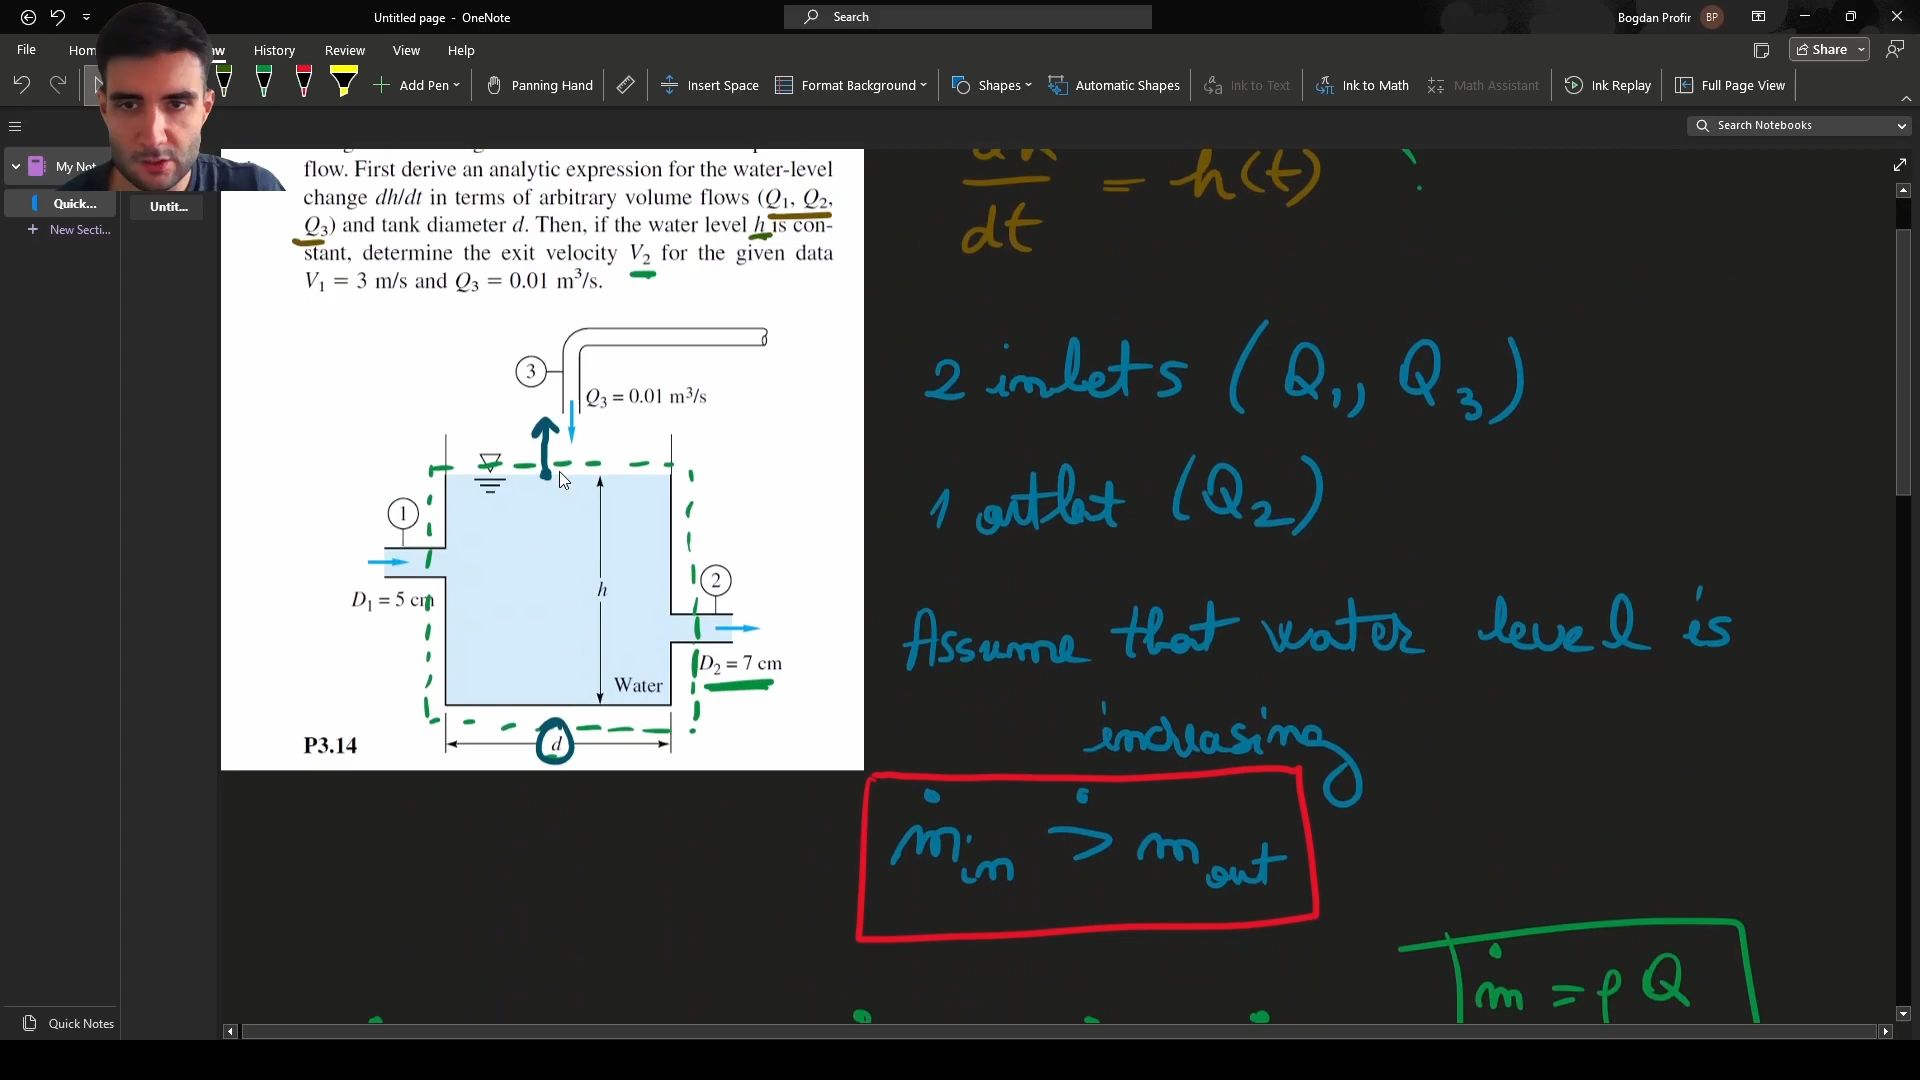 Untitled page - OneNote
Search
Bogdan Profir
BP
File
History
Review
View
Help
Share
Add Pen
Panning Hand
Insert Space
Format Background
Shapes
Automatic Shapes
Ink to Text
Ink to Math
Math Assistant
Ink Replay
Full Page View
Search Notebooks
My Not
Quick...
Untit...
+ New Secti...
Quick Notes
flow. First derive an analytic expression for the water-level
change dh/dt in terms of arbitrary volume flows (Q₁, Q₂,
Q₃) and tank diameter d. Then, if the water level h is con-
stant, determine the exit velocity V₂ for the given data
V₁ = 3 m/s and Q₃ = 0.01 m³/s.
3
Q₃ = 0.01 m³/s
1
h
2
D₁ = 5 cm
D₂ = 7 cm
Water
P3.14
d
dt = h(t) ?
2 inlets (Q₁, Q₃)
1 outlet (Q₂)
Assume that water level is
increasing
ṁ in > ṁ out
ṁ = ρ Q